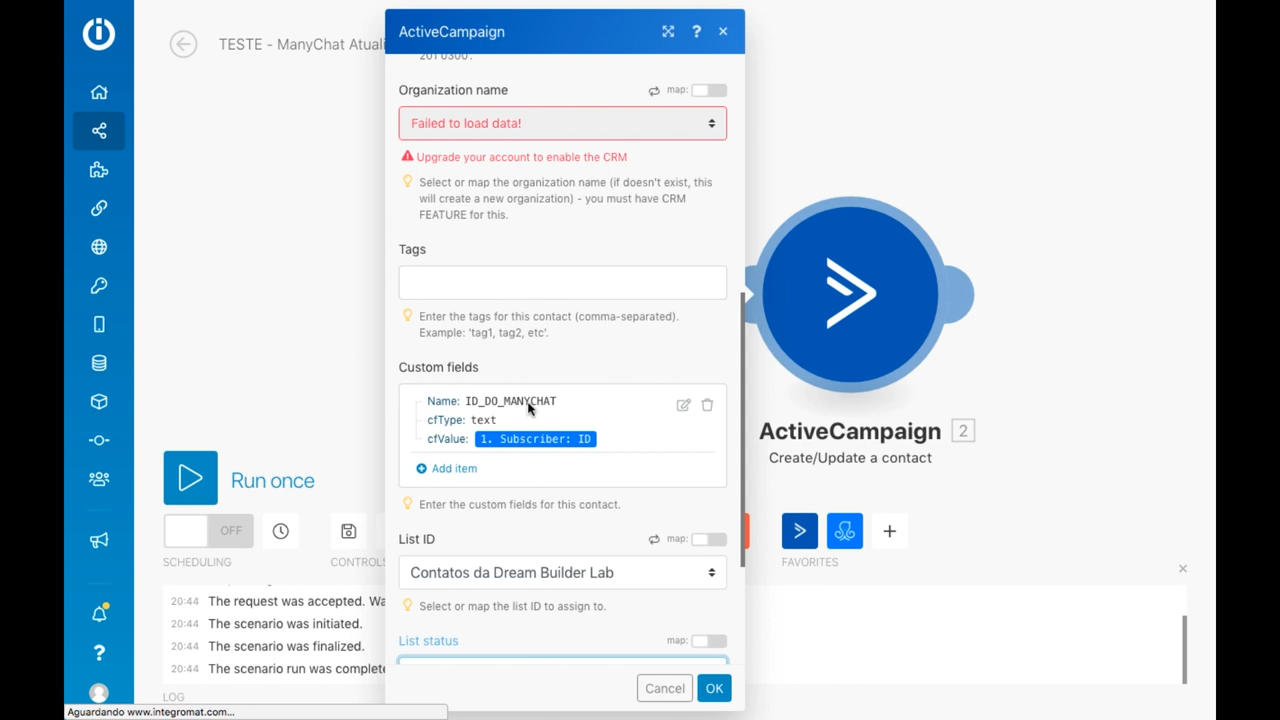 TESTE - ManyChat Atuali
ActiveCampaign
?
201 0300'.
Organization name
map:
Failed to load data!
Upgrade your account to enable the CRM
Select or map the organization name (if doesn't exist, this
will create a new organization) - you must have CRM
FEATURE for this.
Tags
Enter the tags for this contact (comma-separated).
Example: 'tag1, tag2, etc'.
Custom fields
Name: ID_DO_MANYCHAT
cfType: text
cfValue: 1. Subscriber: ID
Add item
Enter the custom fields for this contact.
List ID
map:
Contatos da Dream Builder Lab
Select or map the list ID to assign to.
List status
map:
Cancel
OK
ActiveCampaign 2
Create/Update a contact
Run once
OFF
SCHEDULING
CONTROLS
FAVORITES
20:44 The request was accepted. Wa
20:44 The scenario was initiated.
20:44 The scenario was finalized.
20:44 The scenario run was complete
LOG
?
Aguardando www.integromat.com...